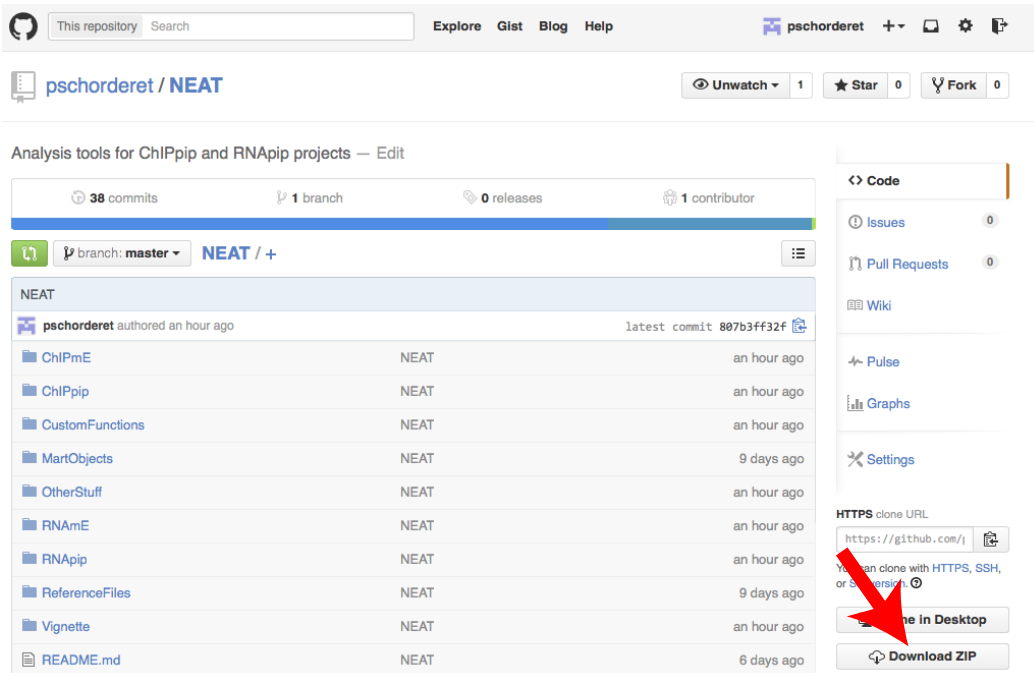 This repository Search Explore Gist Blog Help pschorderet
pschorderet / NEAT Unwatch 1 Star 0 Fork 0
Analysis tools for ChIPpip and RNApip projects — Edit
38 commits 1 branch 0 releases 1 contributor
branch: master NEAT / +
NEAT
pschorderet authored an hour ago latest commit 807b3ff32f
ChIPmE NEAT an hour ago
ChIPpip NEAT an hour ago
CustomFunctions NEAT an hour ago
MartObjects NEAT 9 days ago
OtherStuff NEAT an hour ago
RNAmE NEAT an hour ago
RNApip NEAT an hour ago
ReferenceFiles NEAT 9 days ago
Vignette NEAT an hour ago
README.md NEAT 6 days ago
Code
Issues 0
Pull Requests 0
Wiki
Pulse
Graphs
Settings
HTTPS clone URL
https://github.com/
can clone with HTTPS, SSH,
or
in Desktop
Download ZIP